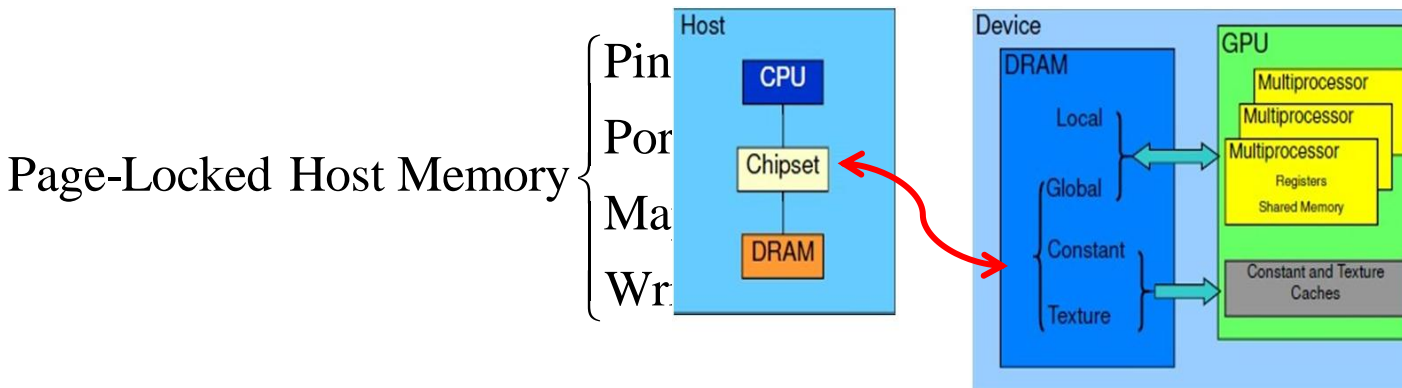 Page-Locked Host Memory
Host
CPU
Chipset
DRAM
Device
DRAM
Local
Global
Constant
Texture
GPU
Multiprocessor
Multiprocessor
Multiprocessor
Registers
Shared Memory
Constant and Texture
Caches